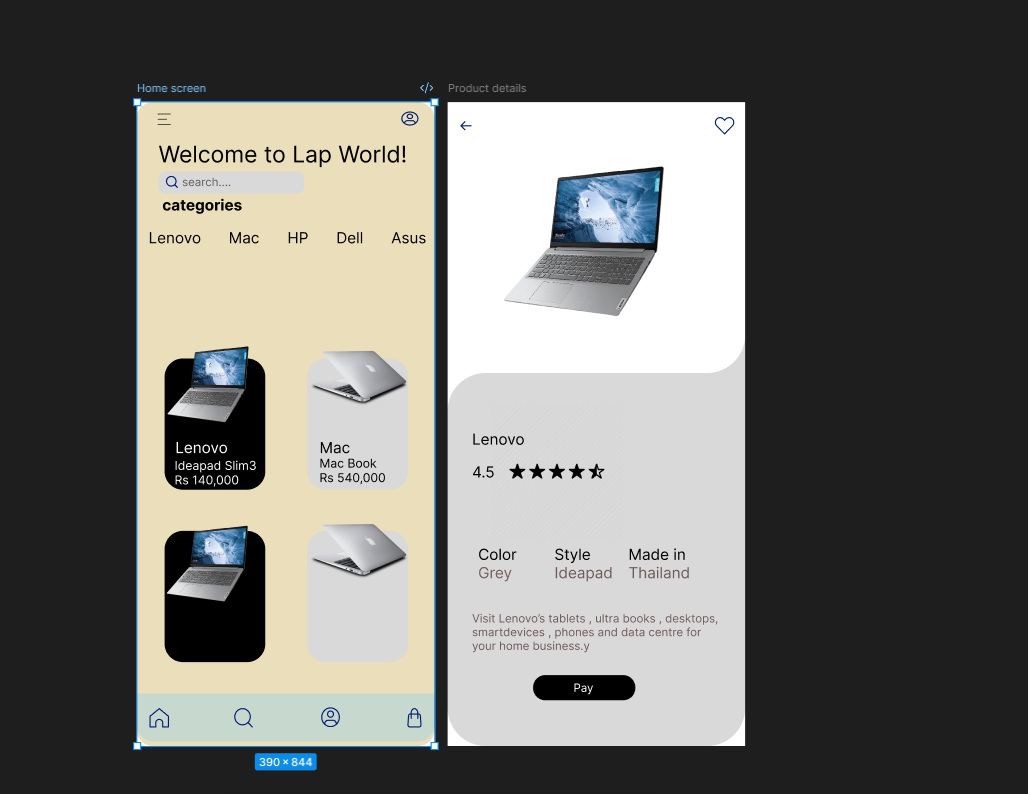 Home screen
Product details
Welcome to Lap World!
search....
categories
Lenovo Mac HP Dell Asus
Lenovo
Ideapad Slim3
Rs 140,000
Mac
Mac Book
Rs 540,000
390 × 844
Lenovo
4.5
Color Style Made in
Grey Ideapad Thailand
Visit Lenovo's tablets , ultra books , desktops,
smartdevices , phones and data centre for
your home business.y
Pay